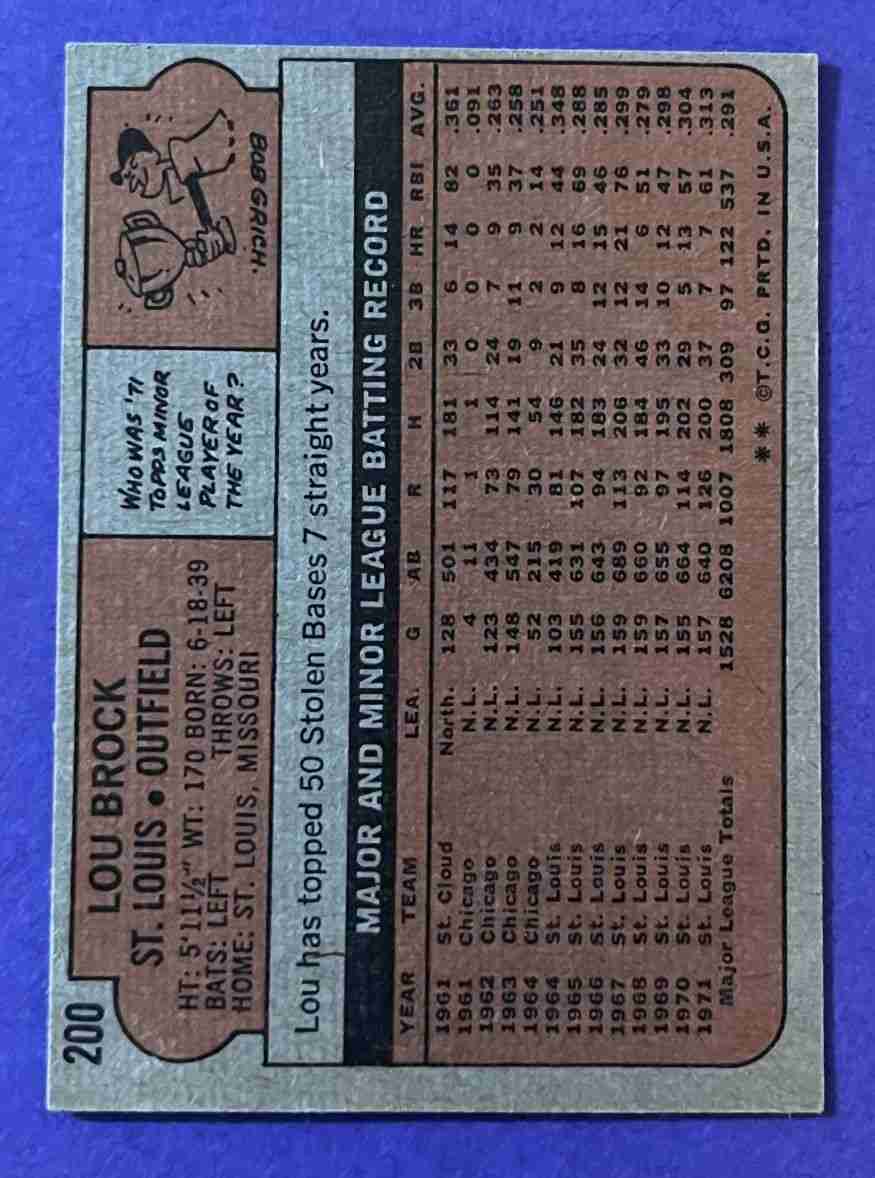 200
LOU BROCK
ST. LOUIS • OUTFIELD
HT: 5'11½" WT: 170 BORN: 6-18-39
BATS: LEFT THROWS: LEFT
HOME: ST. LOUIS, MISSOURI
WHO WAS '71
TOPPS MINOR
LEAGUE
PLAYER OF
THE YEAR?
BOB GRICH.
Lou has topped 50 Stolen Bases 7 straight years.
MAJOR AND MINOR LEAGUE BATTING RECORD
YEAR TEAM LEA. G AB R H 2B 3B HR RBI AVG.
1961 St. Cloud North. 128 501 117 181 33 6 14 82 .361
1961 Chicago N.L. 4 11 1 1 0 0 0 0 .091
1962 Chicago N.L. 123 434 73 114 24 7 9 35 .263
1963 Chicago N.L. 148 547 79 141 19 11 9 37 .258
1964 Chicago N.L. 52 215 30 54 9 2 2 14 .251
1964 St. Louis N.L. 103 419 81 146 21 9 12 44 .348
1965 St. Louis N.L. 155 631 107 182 35 8 16 69 .288
1966 St. Louis N.L. 156 643 94 183 24 12 15 46 .285
1967 St. Louis N.L. 159 689 113 206 32 12 21 76 .299
1968 St. Louis N.L. 159 660 92 184 46 14 6 51 .279
1969 St. Louis N.L. 157 655 97 195 33 10 12 47 .298
1970 St. Louis N.L. 155 664 114 202 29 5 13 57 .304
1971 St. Louis N.L. 157 640 126 200 37 7 7 61 .313
Major League Totals 1528 6208 1007 1808 309 97 122 537 .291
** ©T.C.G. PRTD. IN U.S.A.